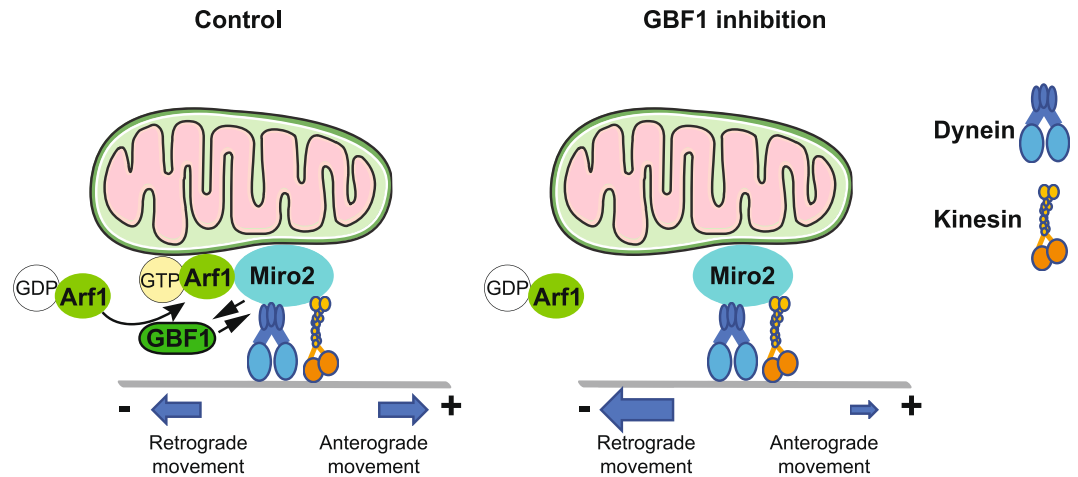 Control
GBF1 inhibition
Dynein
Kinesin
GDP
Arf1
GTP
Arf1
Miro2
GBF1
-
+
Retrograde
movement
Anterograde
movement
GDP
Arf1
Miro2
-
+
Retrograde
movement
Anterograde
movement